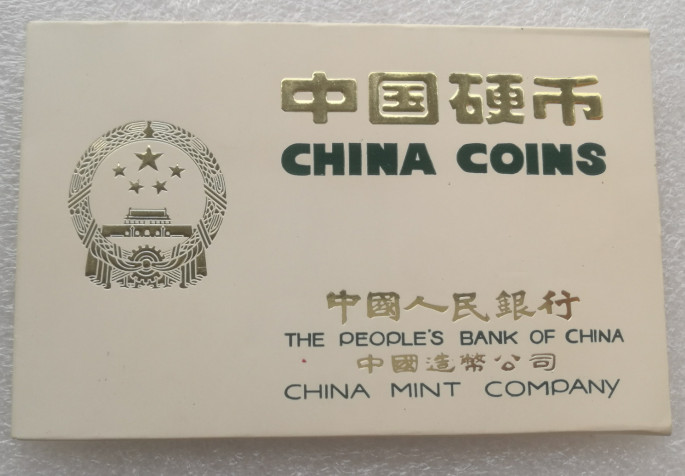 中国硬币
CHINA COINS
中國人民銀行
THE PEOPLE'S BANK OF CHINA
中國造幣公司
CHINA MINT COMPANY